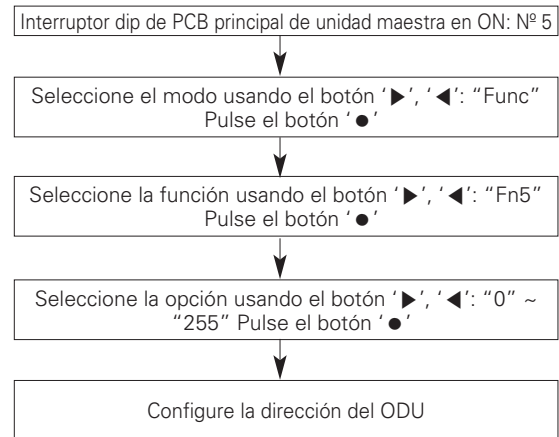 Interruptor dip de PCB principal de unidad maestra en ON: Nº 5
Seleccione el modo usando el botón ‘▶’, ‘◀’: “Func”
Pulse el botón ‘●’
Seleccione la función usando el botón ‘▶’, ‘◀’: “Fn5”
Pulse el botón ‘●’
Seleccione la opción usando el botón ‘▶’, ‘◀’: “0” ~
“255” Pulse el botón ‘●’
Configure la dirección del ODU